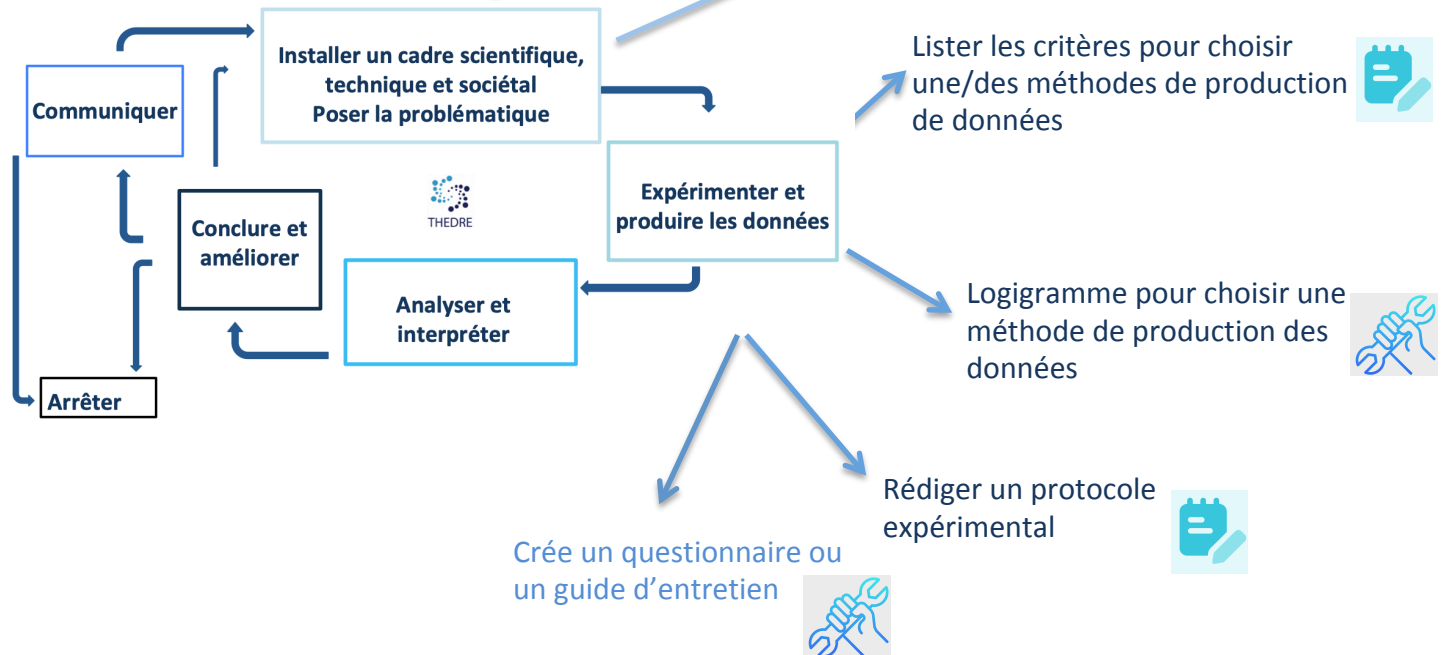 Installer un cadre scientifique,
technique et sociétal
Poser la problématique
Communiquer
Expérimenter et
produire les données
THEDRE
Conclure et
améliorer
Analyser et
interpréter
Arrêter
Lister les critères pour choisir
une/des méthodes de production
de données
Logigramme pour choisir une
méthode de production des
données
Rédiger un protocole
expérimental
Crée un questionnaire ou
un guide d’entretien